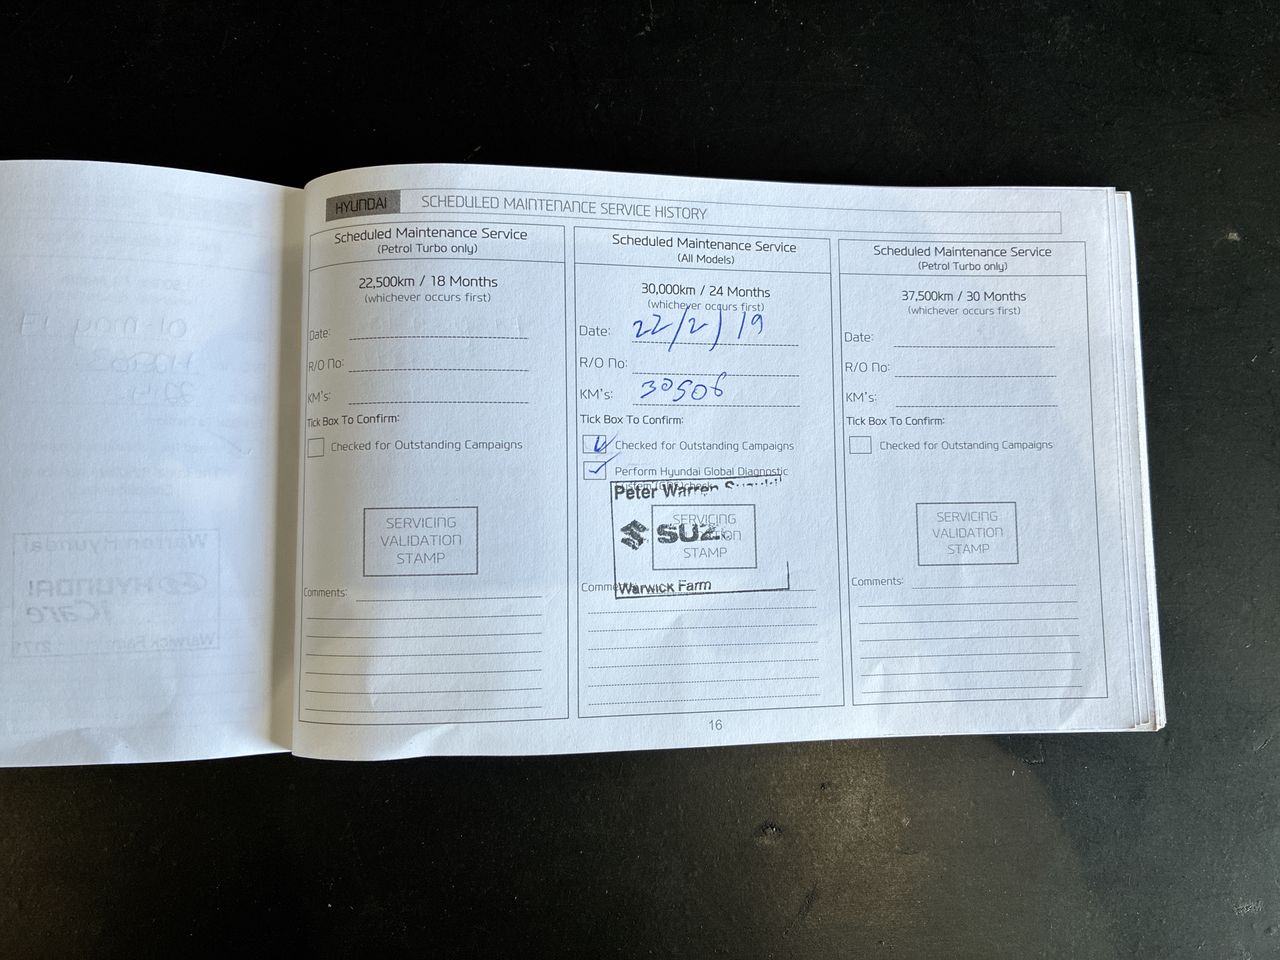 HYUNDAI SCHEDULED MAINTENANCE SERVICE HISTORY
Scheduled Maintenance Service
(Petrol Turbo only)
22,500km / 18 Months
(whichever occurs first)
Date:
R/O No:
KM's:
Tick Box To Confirm:
Checked for Outstanding Campaigns
SERVICING
VALIDATION
STAMP
Comments:
Scheduled Maintenance Service
(All Models)
30,000km / 24 Months
(whichever occurs first)
Date: 22/2/19
R/O No:
KM's: 30506
Tick Box To Confirm:
Checked for Outstanding Campaigns
Perform Hyundai Global Diagnostic
Peter Warren
SERVICING
STAMP
Warwick Farm
Scheduled Maintenance Service
(Petrol Turbo only)
37,500km / 30 Months
(whichever occurs first)
Date:
R/O No:
KM's:
Tick Box To Confirm:
Checked for Outstanding Campaigns
SERVICING
VALIDATION
STAMP
Comments:
16